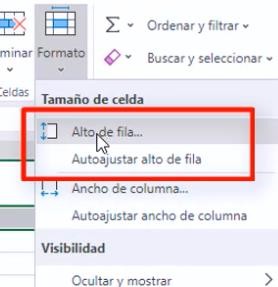 minar
Formato
Ordenar y filtrar
Buscar y seleccionar
Celdas
Tamaño de celda
Alto de fila...
Autoajustar alto de fila
Ancho de columna...
Autoajustar ancho de columna
Visibilidad
Ocultar y mostrar